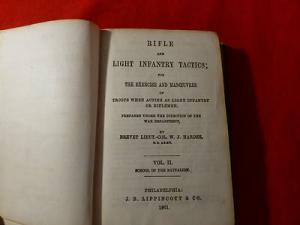 RIFLE
AND
LIGHT INFANTRY TACTICS;
FOR
THE EXERCISE AND MANŒUVRES
OF
TROOPS WHEN ACTING AS LIGHT INFANTRY
OR RIFLEMEN.
PREPARED UNDER THE DIRECTION OF THE
WAR DEPARTMENT,
BY
BREVET LIEUT.-COL. W. J. HARDEE,
U. S. ARMY.
VOL. II.
SCHOOL OF THE BATTALION.
PHILADELPHIA:
J. B. LIPPINCOTT & CO.
1861.